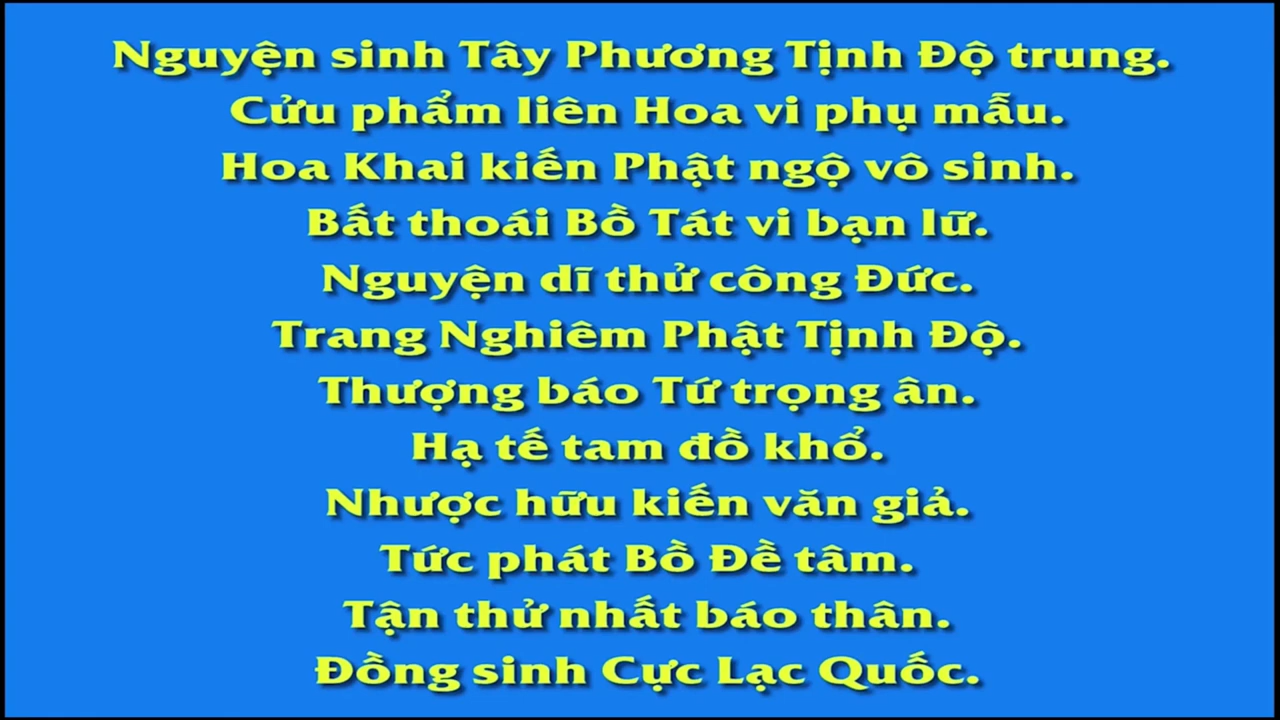 Nguyện sinh Tây Phương Tịnh Độ trung.
Cửu phẩm liên Hoa vi phụ mẫu.
Hoa Khai kiến Phật ngộ vô sinh.
Bất thoái Bồ Tát vi bạn lữ.
Nguyện dĩ thử công Đức.
Trang Nghiêm Phật Tịnh Độ.
Thượng báo Tứ trọng ân.
Hạ tế tam đồ khổ.
Nhược hữu kiến văn giả.
Tức phát Bồ Đề tâm.
Tận thử nhất báo thân.
Đồng sinh Cực Lạc Quốc.